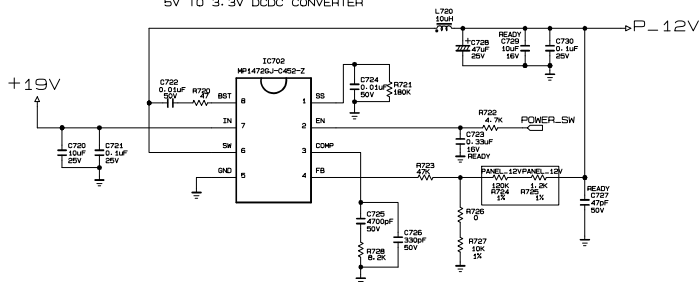 5V TO 3.3V DCDC CONVERTER
L720
10uH
P_12V
+19V
C728
47uF
25V
READY
C729
10uF
16V
C730
0.1uF
25V
IC702
MP1472GJ-C452-Z
C722
0.01uF
50V
R720
47
BST
8
1
SS
C724
0.01uF
50V
R721
180K
IN
7
2
EN
R722
4.7K
POWER_SW
C720
10uF
25V
C721
0.1uF
25V
SW
6
3
COMP
C723
0.33uF
16V
READY
GND
5
4
FB
R723
47K
PANEL_12V
PANEL_12V
120K
R724
1%
1.2K
R725
1%
READY
C727
47pF
50V
C725
4700pF
50V
C726
330pF
50V
R726
0
R728
8.2K
R727
10K
1%